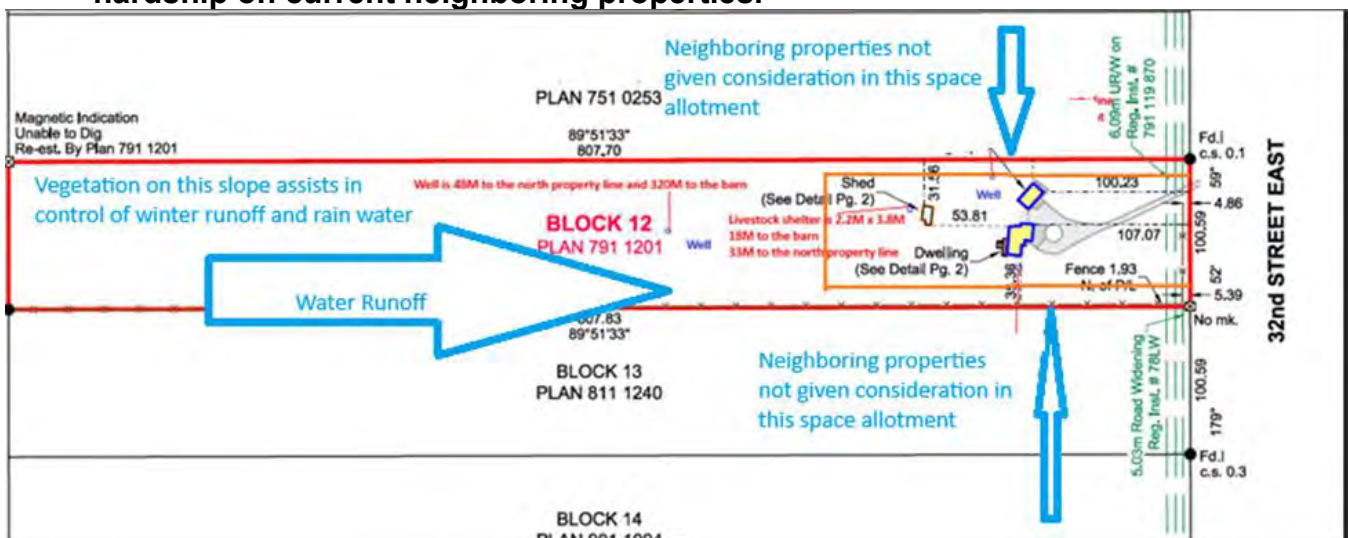 hardship on current neighboring properties.
Neighboring properties not
given consideration in this space
allotment
PLAN 751 0253
89°51'33"
807.70
Magnetic Indication
Unable to Dig
Re-est. By Plan 791 1201
6.09m UR/W on
Reg. Inst. #
791 119 870
Fd.I
c.s. 0.1
Vegetation on this slope assists in
control of winter runoff and rain water
Well is 48M to the north property line and 320M to the barn
BLOCK 12
PLAN 791 1201
Well
Shed
(See Detail Pg. 2)
31.56
53.81
Well
100.23
107.07
Livestock shelter is 2.2M x 3.8M
18M to the barn
33M to the north property line
Dwelling
(See Detail Pg. 2)
Fence 1.93
N. of P/L
59"
4.86
100.59
52'
5.39
No mk.
32nd STREET EAST
Water Runoff
89°51'33"
BLOCK 13
PLAN 811 1240
Neighboring properties
not given consideration in
this space allotment
5.03m Road Widening
Reg. Inst. # 78LW
100.59
179°
Fd.I
c.s. 0.3
BLOCK 14